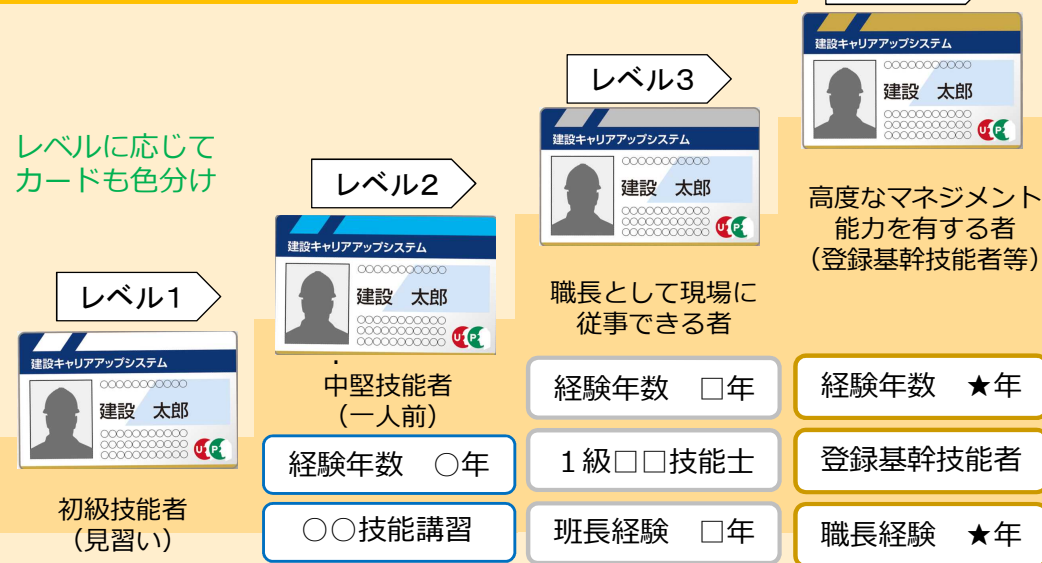 レベルに応じて
カードも色分け
レベル1
建設キャリアアップシステム
○○○○○○○○○○○
建設 太郎
○○○○○○○○○○○
○○○○○○○○○○○
○○○○○○○○○○○
UP
初級技能者
（見習い）
レベル2
建設キャリアアップシステム
○○○○○○○○○○○
建設 太郎
○○○○○○○○○○○
○○○○○○○○○○○
○○○○○○○○○○○
UP
中堅技能者
（一人前）
経験年数 ○年
○○技能講習
レベル3
建設キャリアアップシステム
○○○○○○○○○○○
建設 太郎
○○○○○○○○○○○
○○○○○○○○○○○
○○○○○○○○○○○
UP
職長として現場に
従事できる者
経験年数 □年
１級□□技能士
班長経験 □年
建設キャリアアップシステム
○○○○○○○○○○○
建設 太郎
○○○○○○○○○○○
○○○○○○○○○○○
○○○○○○○○○○○
UP
高度なマネジメント
能力を有する者
（登録基幹技能者等）
経験年数 ★年
登録基幹技能者
職長経験 ★年